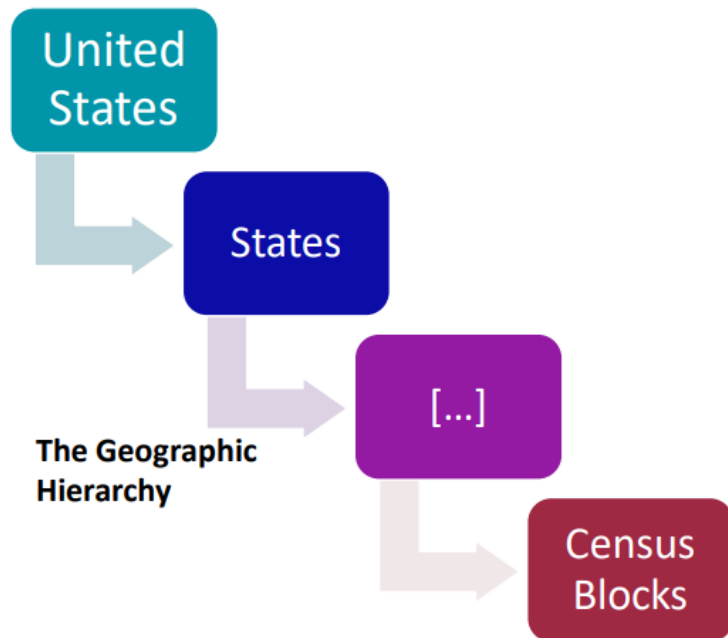 United
States
States
[...]
The Geographic
Hierarchy
Census
Blocks